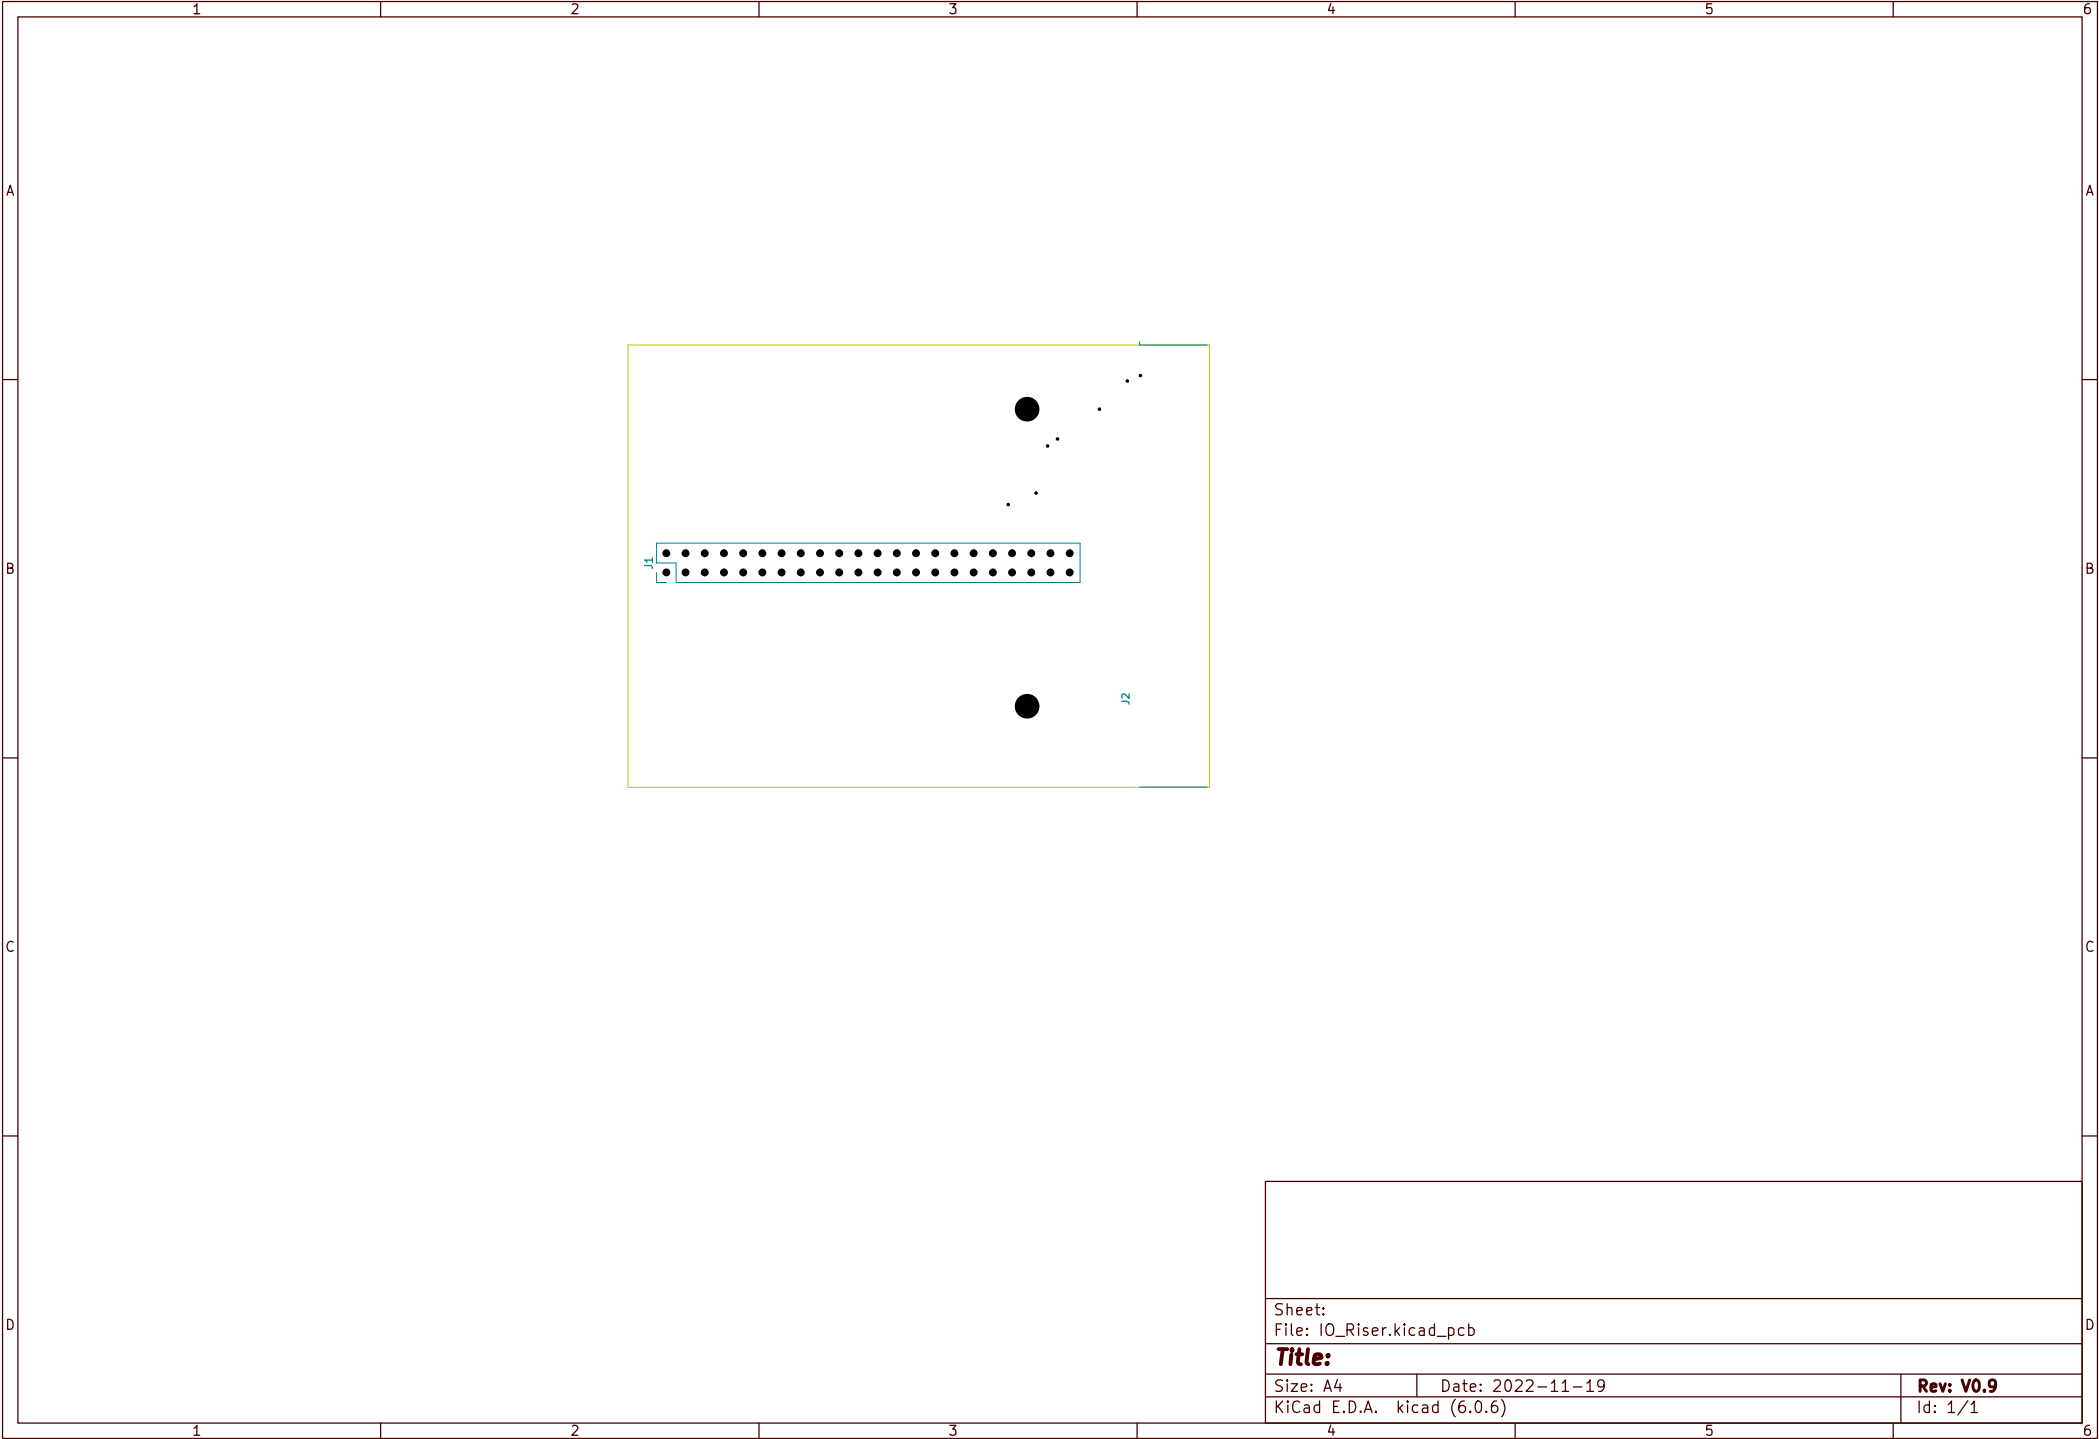 1 2 3 4 5 6
A A
J1
B B
J2
C C
Sheet:
File: IO_Riser.kicad_pcb
D D
Title:
Size: A4 Date: 2022-11-19 Rev: V0.9
KiCad E.D.A. kicad (6.0.6) Id: 1/1
1 2 3 4 5 6